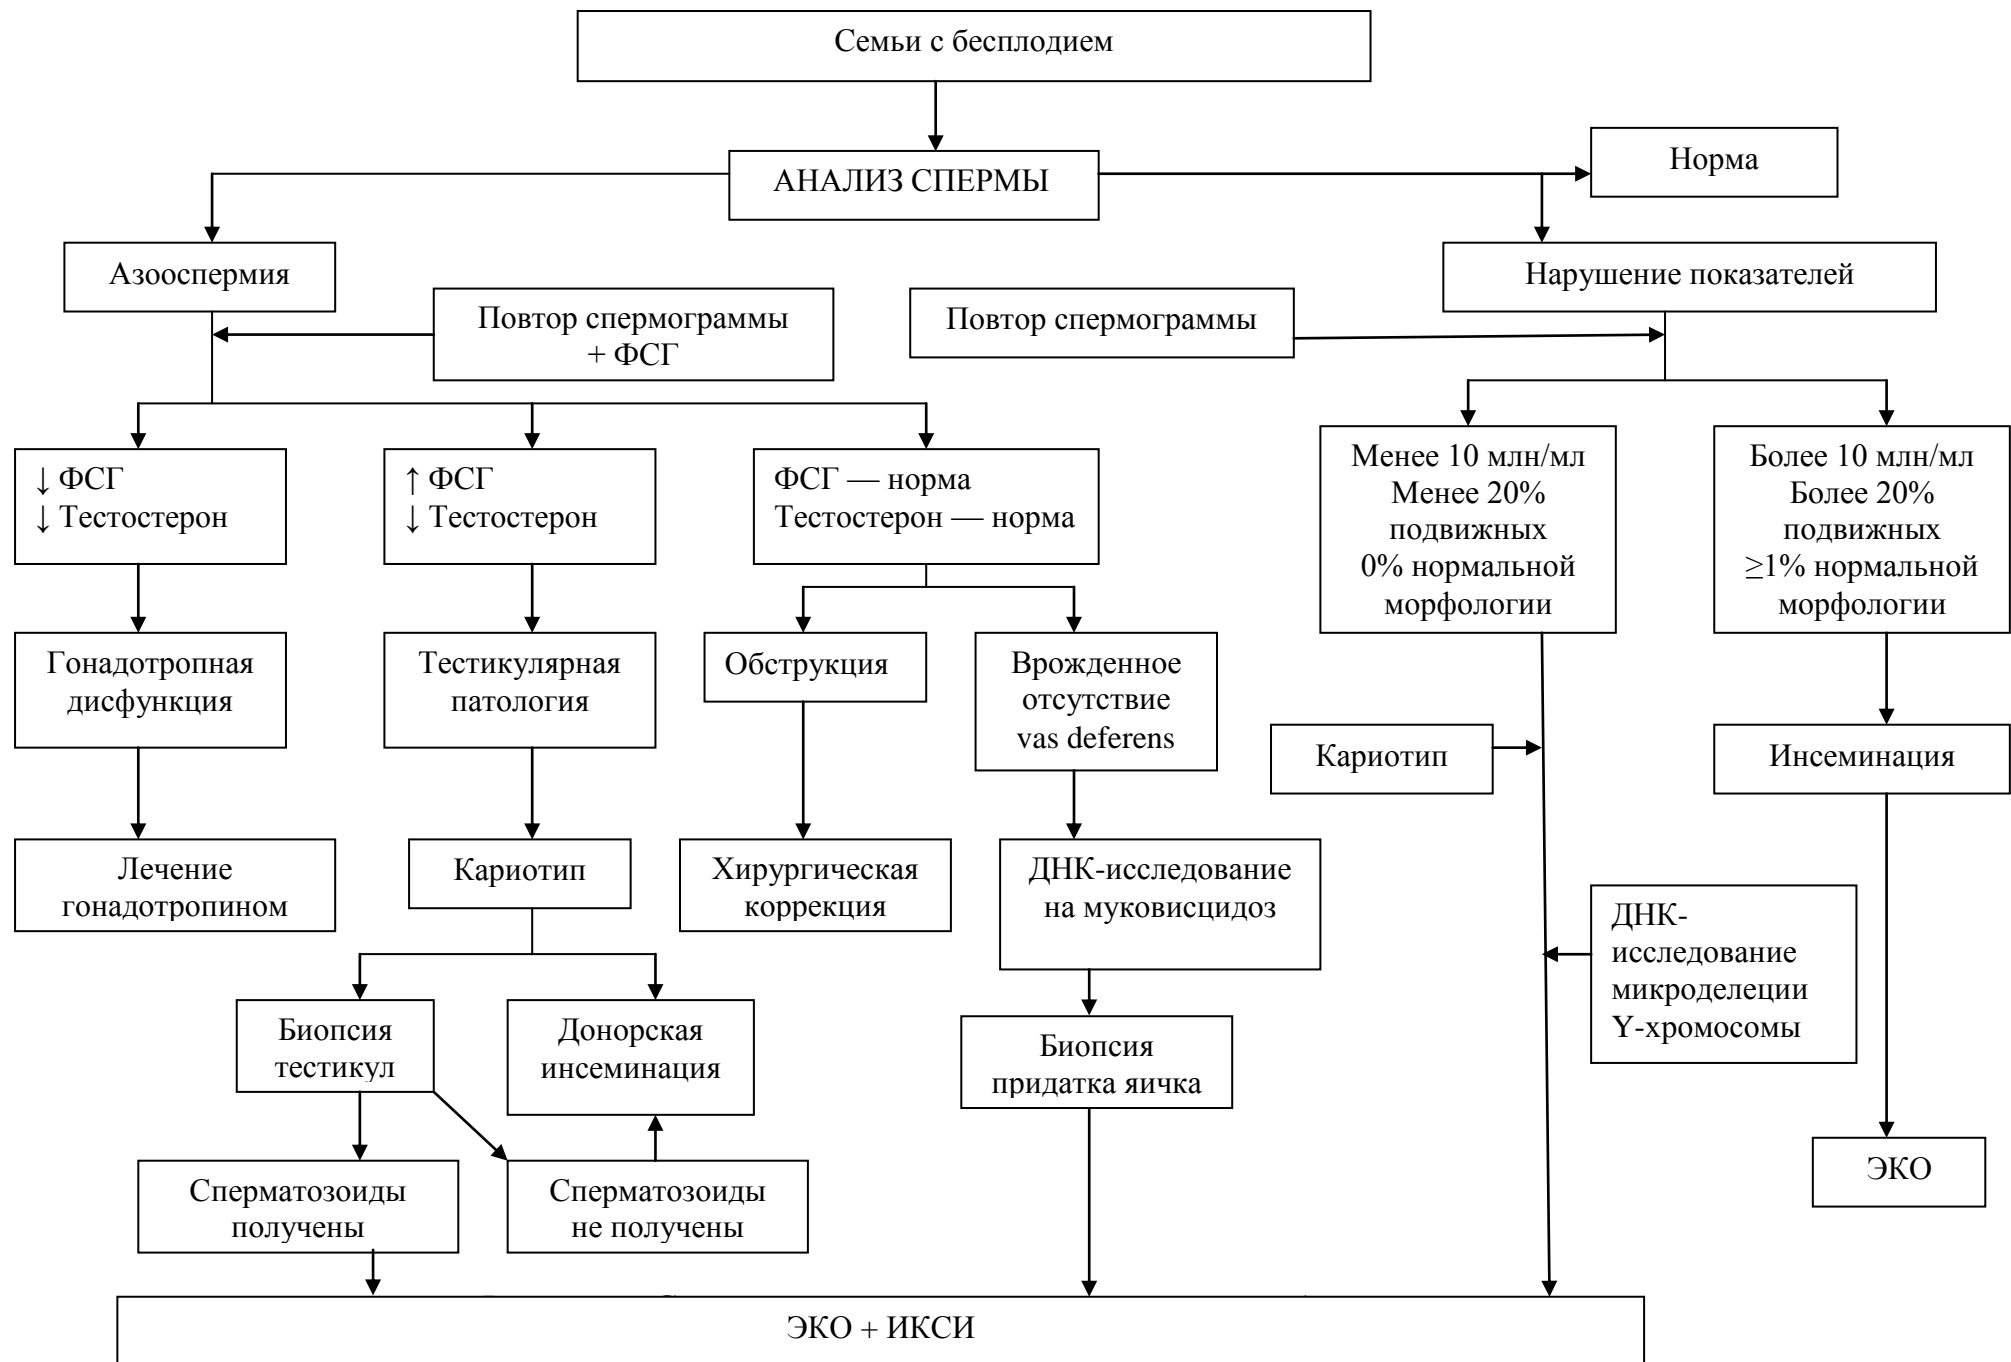 Семьи с бесплодием
АНАЛИЗ СПЕРМЫ
Норма
Азооспермия
Нарушение показателей
Повтор спермограммы
+ ФСГ
Повтор спермограммы
↓ ФСГ
↓ Тестостерон
↑ ФСГ
↓ Тестостерон
ФСГ — норма
Тестостерон — норма
Менее 10 млн/мл
Менее 20%
подвижных
0% нормальной
морфологии
Более 10 млн/мл
Более 20%
подвижных
≥1% нормальной
морфологии
Гонадотропная
дисфункция
Тестикулярная
патология
Обструкция
Врожденное
отсутствие
vas deferens
Кариотип
Инсеминация
Лечение
гонадотропином
Кариотип
Хирургическая
коррекция
ДНК-исследование
на муковисцидоз
ДНК-
исследование
микроделеции
Y-хромосомы
Биопсия
тестикул
Донорская
инсеминация
Биопсия
придатка яичка
Сперматозоиды
получены
Сперматозоиды
не получены
ЭКО
ЭКО + ИКСИ